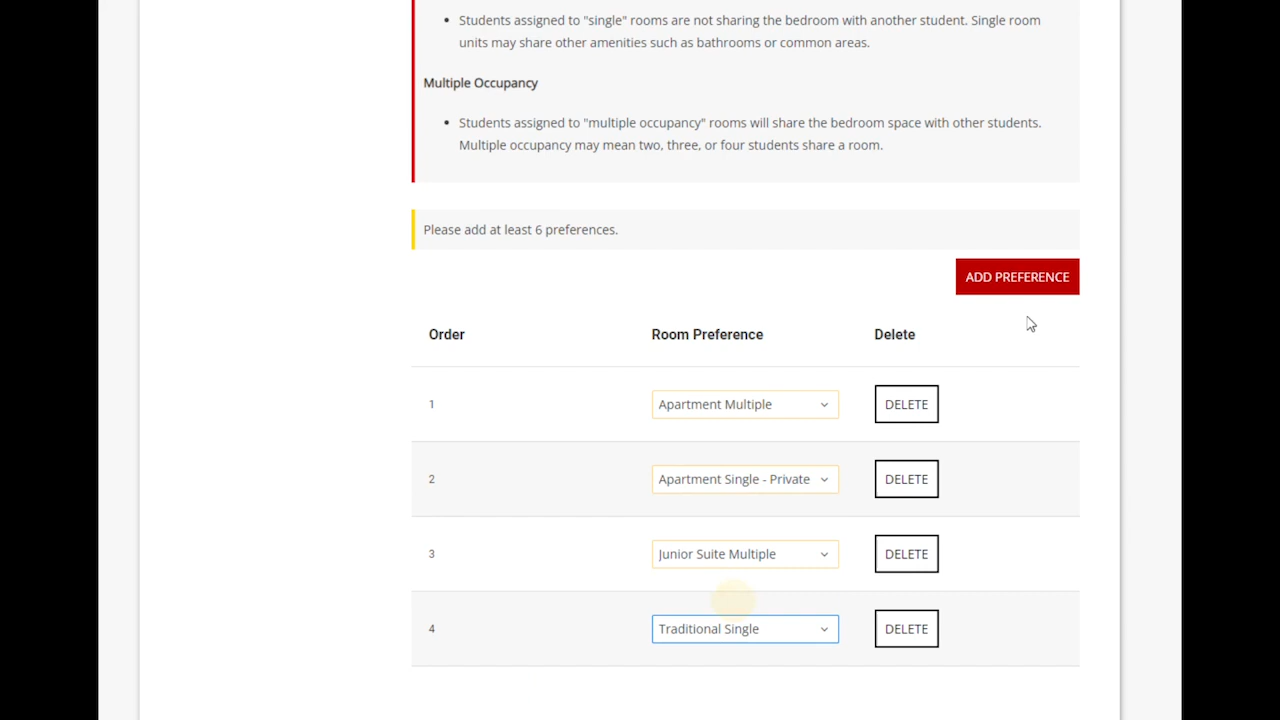 Students assigned to "single" rooms are not sharing the bedroom with another student. Single room
units may share other amenities such as bathrooms or common areas.
Multiple Occupancy
Students assigned to "multiple occupancy" rooms will share the bedroom space with other students.
Multiple occupancy may mean two, three, or four students share a room.
Please add at least 6 preferences.
ADD PREFERENCE
Order Room Preference Delete
1 Apartment Multiple DELETE
2 Apartment Single - Private DELETE
3 Junior Suite Multiple DELETE
4 Traditional Single DELETE